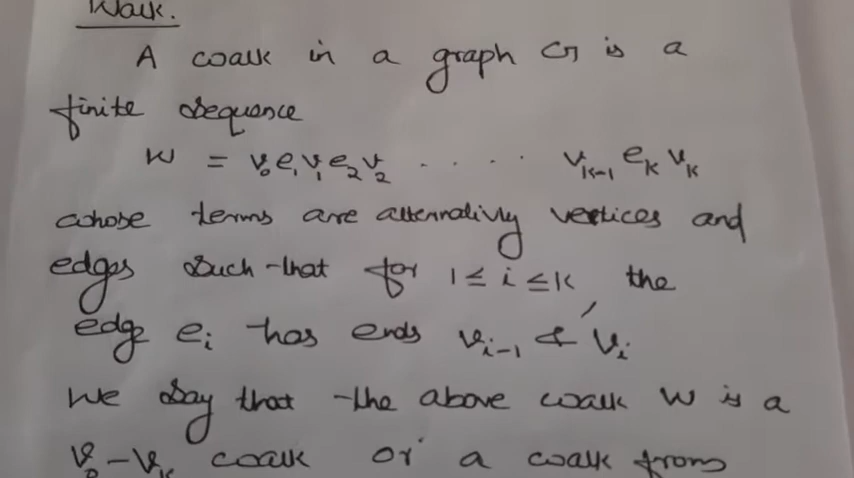 Walk.
A walk in a graph G is a
finite sequence
W = v₀e₁v₁e₂v₂ . . . . . vₖ₋₁ eₖ vₖ
whose terms are alternativly vertices and
edges such that for 1 ≤ i ≤ k the
edge eᵢ has ends vᵢ₋₁ & vᵢ
We say that the above walk W is a
v₀ – vₖ walk or a walk from